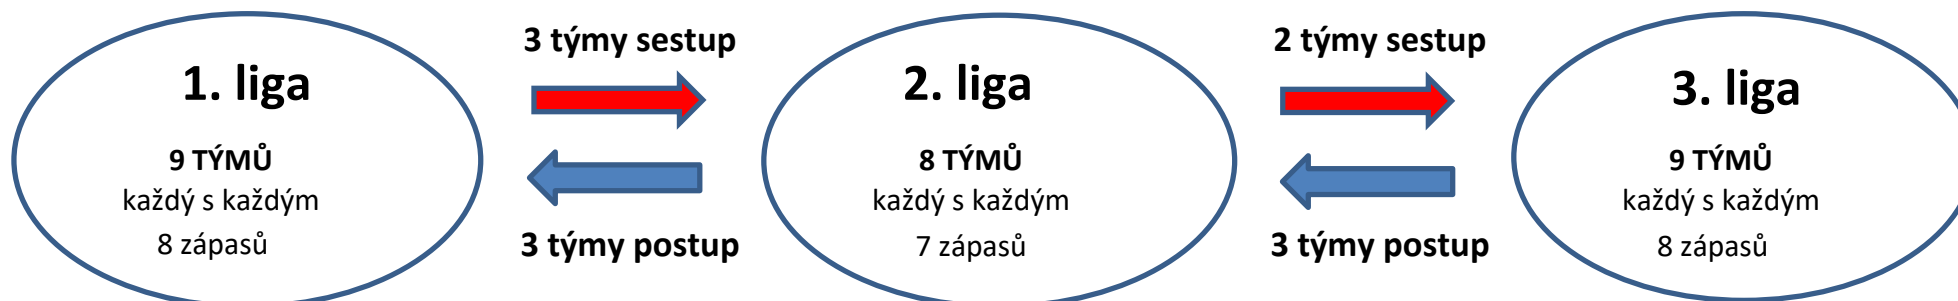 1. liga
9 TÝMŮ
každý s každým
8 zápasů
3 týmy sestup
3 týmy postup
2. liga
8 TÝMŮ
každý s každým
7 zápasů
2 týmy sestup
3 týmy postup
3. liga
9 TÝMŮ
každý s každým
8 zápasů